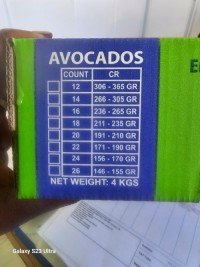 AVOCADOS
COUNT CR
12 306 - 365 GR
14 266 - 305 GR
16 236 - 265 GR
18 211 - 235 GR
20 191 - 210 GR
22 171 - 190 GR
24 156 - 170 GR
26 146 - 155 GR
NET WEIGHT: 4 KGS
Galaxy S23 Ultra